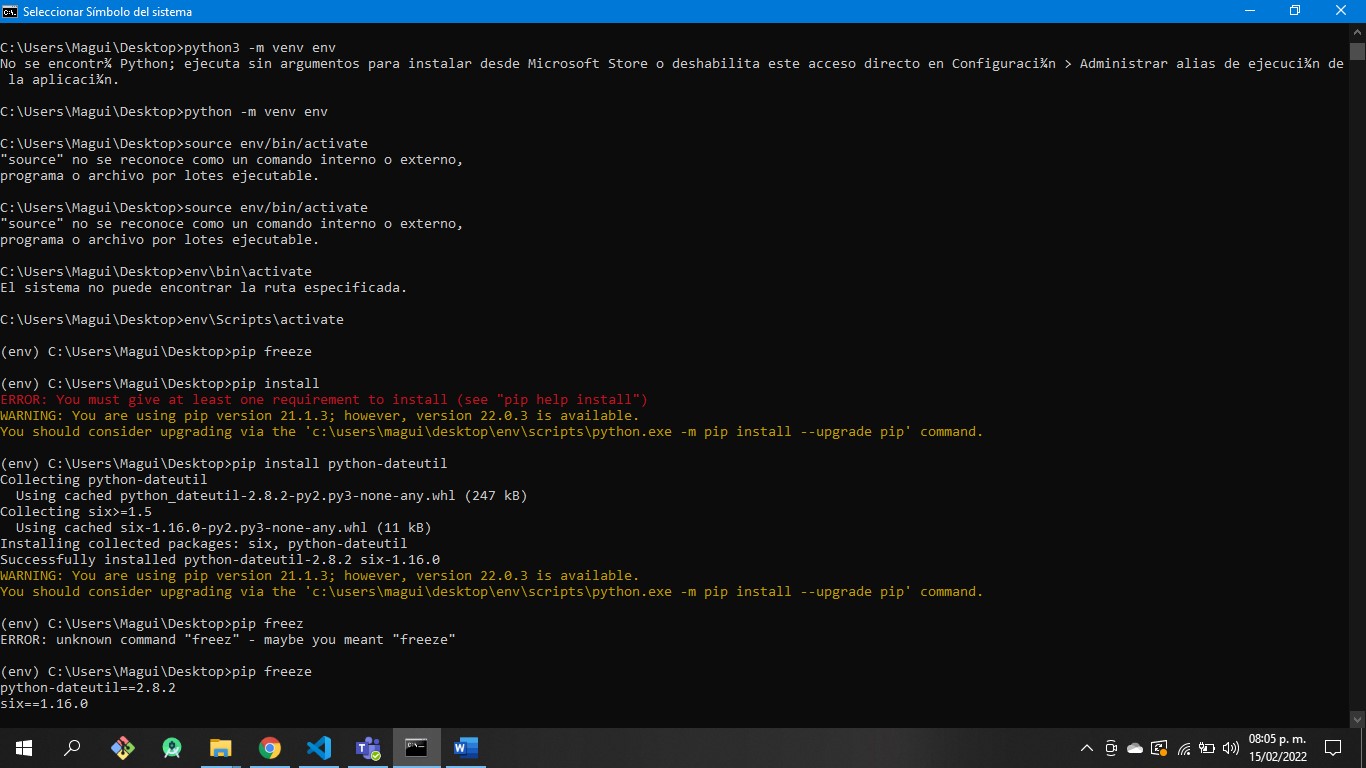 Seleccionar Símbolo del sistema
C:\Users\Magui\Desktop>python3 -m venv env
No se encontr¾ Python; ejecuta sin argumentos para instalar desde Microsoft Store o deshabilita este acceso directo en Configuraci¾n > Administrar alias de ejecuci¾n de
la aplicaci¾n.
C:\Users\Magui\Desktop>python -m venv env
C:\Users\Magui\Desktop>source env/bin/activate
"source" no se reconoce como un comando interno o externo,
programa o archivo por lotes ejecutable.
C:\Users\Magui\Desktop>source env/bin/activate
"source" no se reconoce como un comando interno o externo,
programa o archivo por lotes ejecutable.
C:\Users\Magui\Desktop>env\bin\activate
El sistema no puede encontrar la ruta especificada.
C:\Users\Magui\Desktop>env\Scripts\activate
(env) C:\Users\Magui\Desktop>pip freeze
(env) C:\Users\Magui\Desktop>pip install
ERROR: You must give at least one requirement to install (see "pip help install")
WARNING: You are using pip version 21.1.3; however, version 22.0.3 is available.
You should consider upgrading via the 'c:\users\magui\desktop\env\scripts\python.exe -m pip install --upgrade pip' command.
(env) C:\Users\Magui\Desktop>pip install python-dateutil
Collecting python-dateutil
Using cached python_dateutil-2.8.2-py2.py3-none-any.whl (247 kB)
Collecting six>=1.5
Using cached six-1.16.0-py2.py3-none-any.whl (11 kB)
Installing collected packages: six, python-dateutil
Successfully installed python-dateutil-2.8.2 six-1.16.0
WARNING: You are using pip version 21.1.3; however, version 22.0.3 is available.
You should consider upgrading via the 'c:\users\magui\desktop\env\scripts\python.exe -m pip install --upgrade pip' command.
(env) C:\Users\Magui\Desktop>pip freez
ERROR: unknown command "freez" - maybe you meant "freeze"
(env) C:\Users\Magui\Desktop>pip freeze
python-dateutil==2.8.2
six==1.16.0
08:05 p. m.
15/02/2022